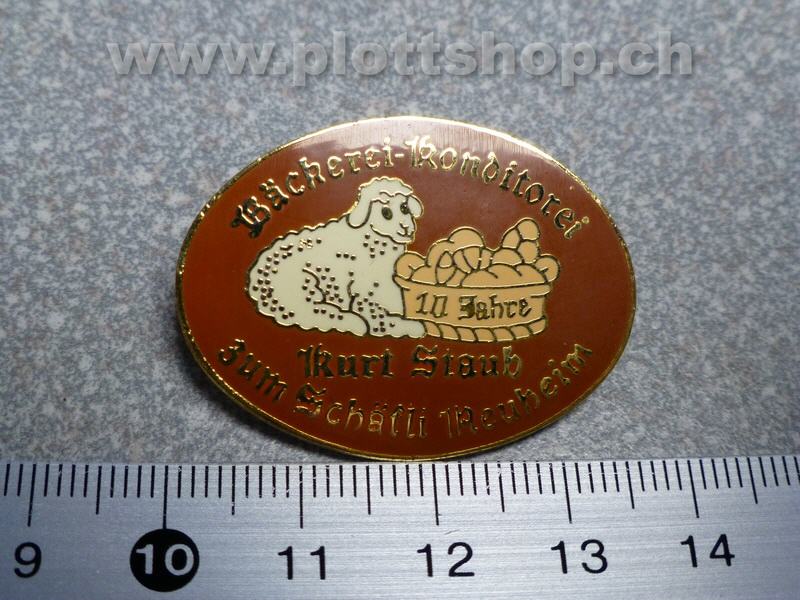 www.plottshop.ch
Bäckerei-Konditorei
10 Jahre
Kurt Staub
zum Schäfli Neuheim
9 10 11 12 13 14